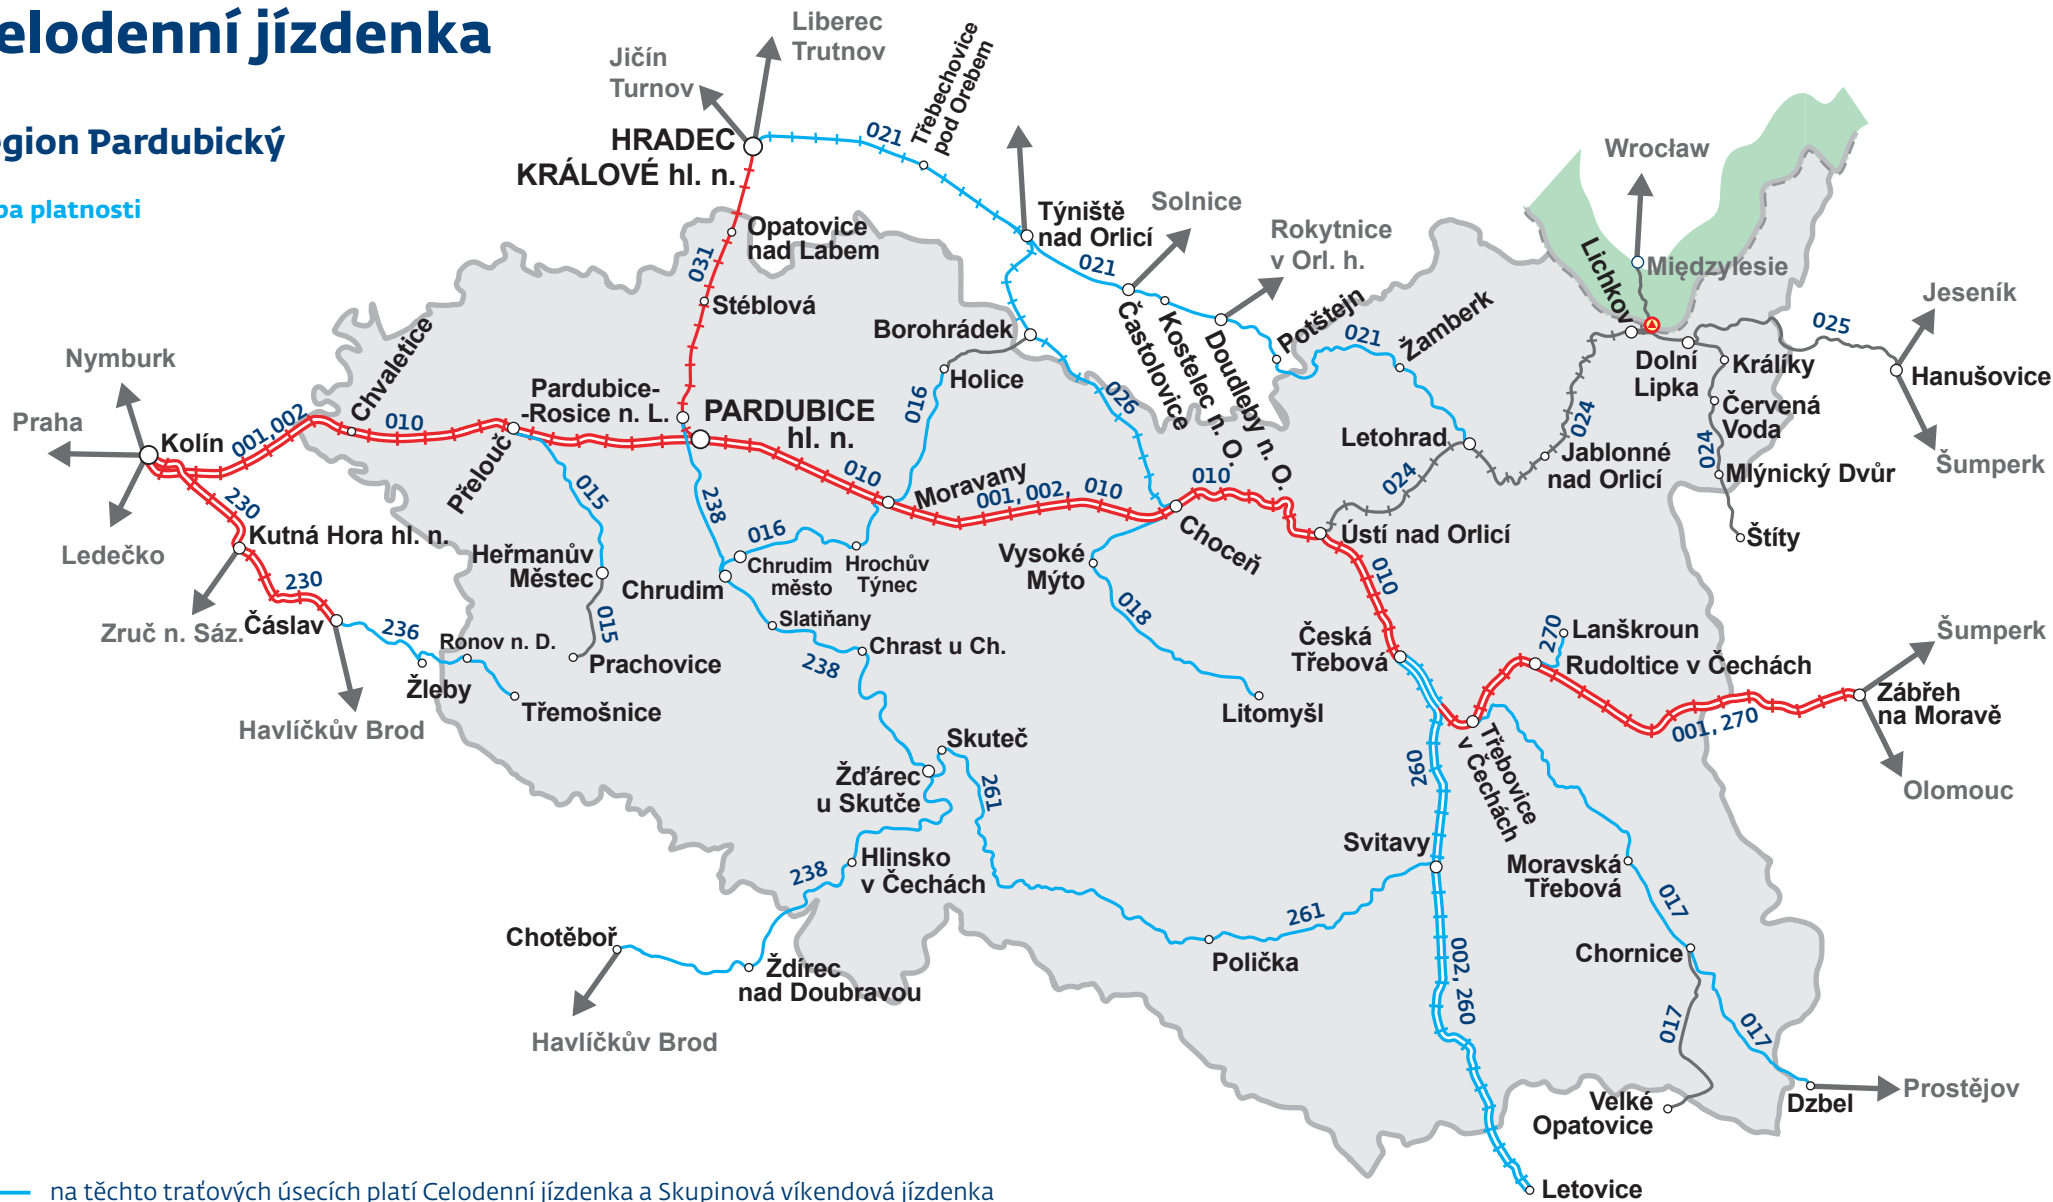 elodenní jízdenka
gion Pardubický
ba platnosti
Liberec
Trutnov
Jičín
Turnov
HRADEC
KRÁLOVÉ hl. n.
021
Třebechovice
pod Orebem
Týniště
nad Orlicí
Solnice
Rokytnice
v Orl. h.
Wrocław
Międzylesie
Lichkov
Opatovice
nad Labem
031
Stéblová
021
Častolovice
Kostelec n. O.
Doudleby n. O.
Potštejn
021
Žamberk
Borohrádek
Holice
016
026
Dolní
Lipka
Králíky
025
Jeseník
Hanušovice
Šumperk
Červená
Voda
024
Mlýnický Dvůr
Štíty
024
Jablonné
nad Orlicí
Letohrad
024
Nymburk
Praha
Kolín
001,002
Chvaletice
010
Přelouč
Pardubice-
-Rosice n. L.
PARDUBICE
hl. n.
010
Moravany
001, 002, 010
010
Choceň
Ústí nad Orlicí
010
Ledečko
230
Kutná Hora hl. n.
Zruč n. Sáz.
230
Čáslav
236
Žleby
Ronov n. D.
Třemošnice
Havlíčkův Brod
015
Heřmanův
Městec
015
Prachovice
238
Chrudim
016
Chrudim
město
Hrochův
Týnec
Slatiňany
238
Chrast u Ch.
Vysoké
Mýto
018
Litomyšl
Česká
Třebová
270
Lanškroun
Rudoltice v Čechách
001, 270
Šumperk
Zábřeh
na Moravě
Olomouc
Třebovice
v Čechách
260
Skuteč
Žďárec
u Skutče
261
Hlinsko
v Čechách
238
Chotěboř
Ždírec
nad Doubravou
Havlíčkův Brod
Polička
261
Svitavy
002, 260
Moravská
Třebová
017
Chornice
017
017
Velké
Opatovice
Dzbel
Prostějov
Letovice
na těchto traťových úsecích platí Celodenní jízdenka a Skupinová víkendová jízdenka